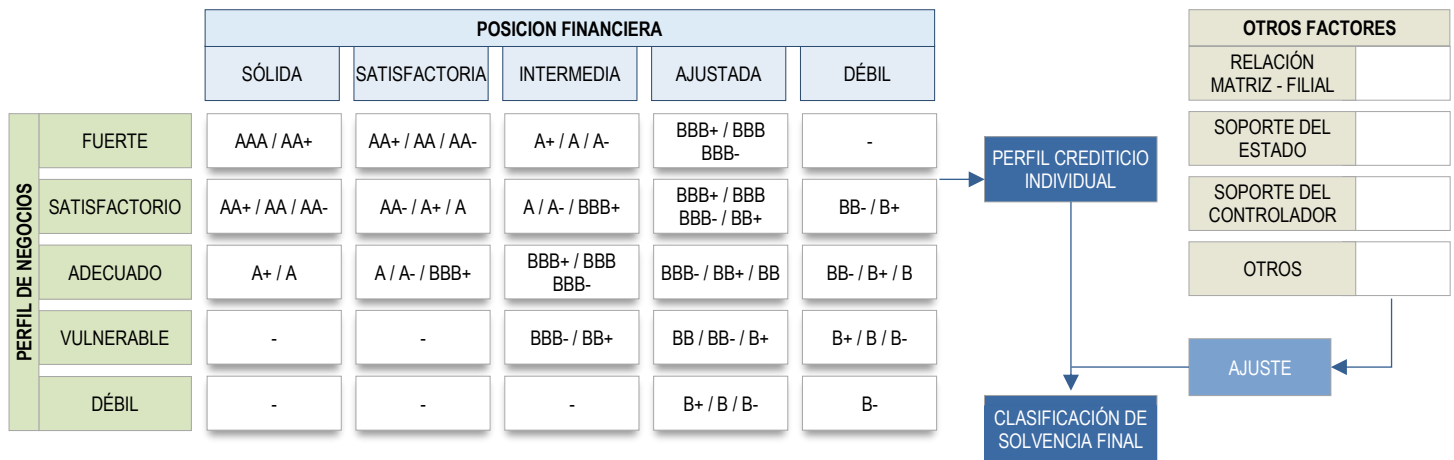 POSICION FINANCIERA
SÓLIDA
SATISFACTORIA
INTERMEDIA
AJUSTADA
DÉBIL
PERFIL DE NEGOCIOS
FUERTE
AAA / AA+
AA+ / AA / AA-
A+ / A / A-
BBB+ / BBB
BBB-
-
SATISFACTORIO
AA+ / AA / AA-
AA- / A+ / A
A / A- / BBB+
BBB+ / BBB
BBB- / BB+
BB- / B+
ADECUADO
A+ / A
A / A- / BBB+
BBB+ / BBB
BBB-
BBB- / BB+ / BB
BB- / B+ / B
VULNERABLE
-
-
BBB- / BB+
BB / BB- / B+
B+ / B / B-
DÉBIL
-
-
-
B+ / B / B-
B-
PERFIL CREDITICIO
INDIVIDUAL
CLASIFICACIÓN DE
SOLVENCIA FINAL
OTROS FACTORES
RELACIÓN
MATRIZ - FILIAL
SOPORTE DEL
ESTADO
SOPORTE DEL
CONTROLADOR
OTROS
AJUSTE